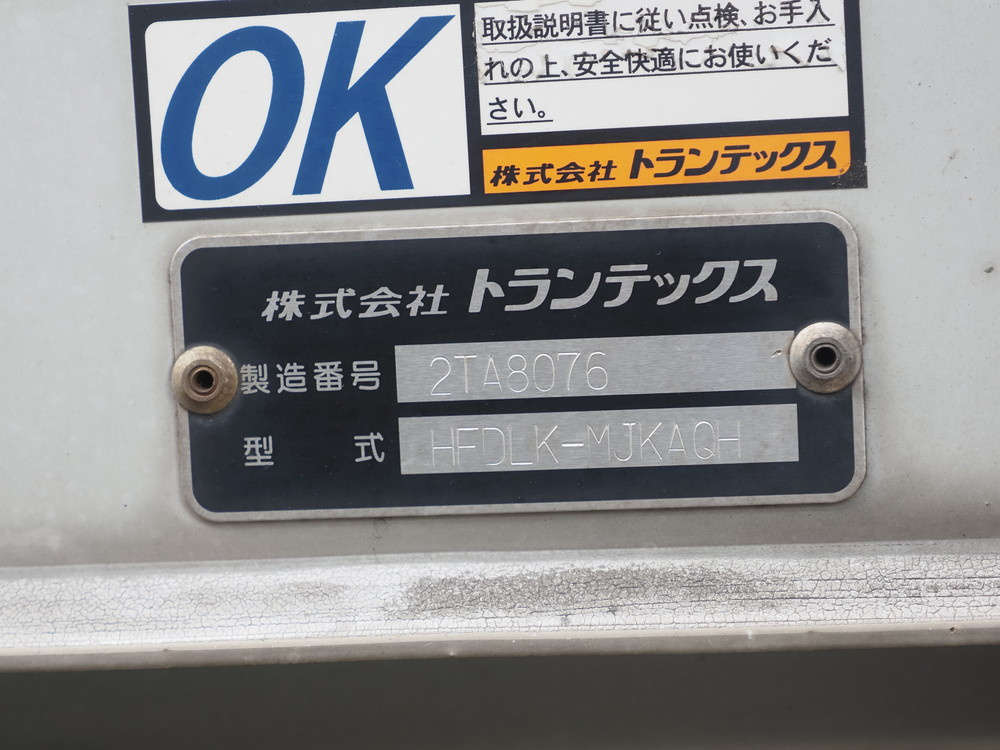 OK
取扱説明書に従い点検、お手入
れの上、安全快適にお使いくだ
さい。
株式会社 トランテックス
株式会社 トランテックス
製造番号 2TA8076
型式 HFDLK-MJKAQH